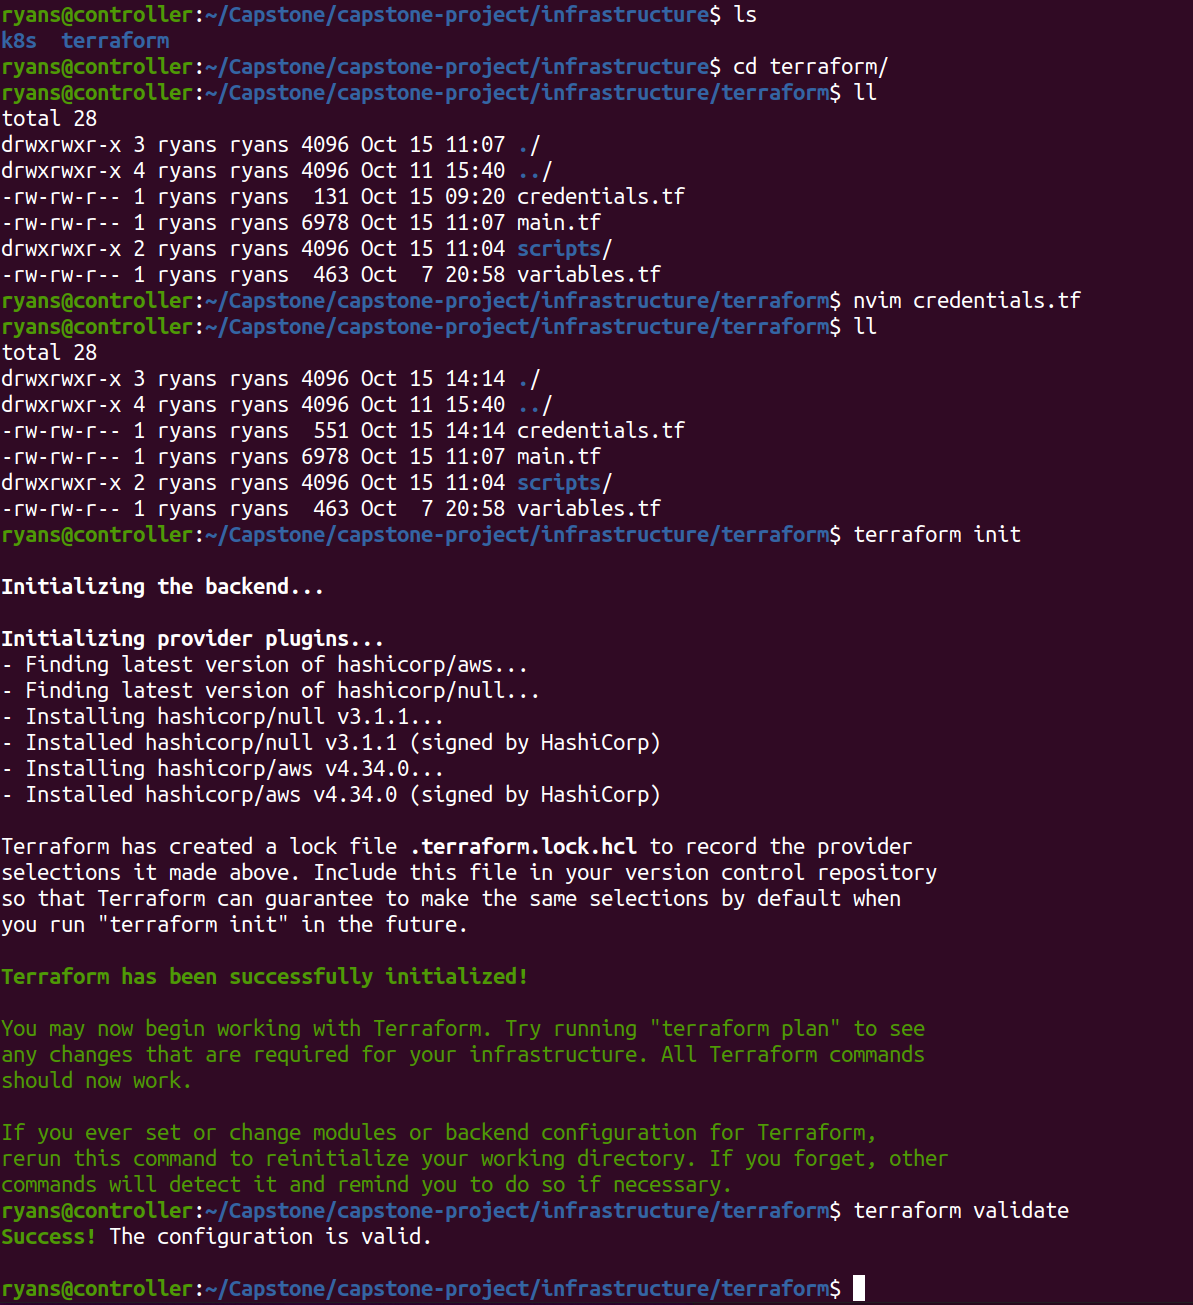 ryans@controller:~/Capstone/capstone-project/infrastructure$ ls
k8s  terraform
ryans@controller:~/Capstone/capstone-project/infrastructure$ cd terraform/
ryans@controller:~/Capstone/capstone-project/infrastructure/terraform$ ll
total 28
drwxrwxr-x 3 ryans ryans 4096 Oct 15 11:07 ./
drwxrwxr-x 4 ryans ryans 4096 Oct 11 15:40 ../
-rw-rw-r-- 1 ryans ryans  131 Oct 15 09:20 credentials.tf
-rw-rw-r-- 1 ryans ryans 6978 Oct 15 11:07 main.tf
drwxrwxr-x 2 ryans ryans 4096 Oct 15 11:04 scripts/
-rw-rw-r-- 1 ryans ryans  463 Oct  7 20:58 variables.tf
ryans@controller:~/Capstone/capstone-project/infrastructure/terraform$ nvim credentials.tf
ryans@controller:~/Capstone/capstone-project/infrastructure/terraform$ ll
total 28
drwxrwxr-x 3 ryans ryans 4096 Oct 15 14:14 ./
drwxrwxr-x 4 ryans ryans 4096 Oct 11 15:40 ../
-rw-rw-r-- 1 ryans ryans  551 Oct 15 14:14 credentials.tf
-rw-rw-r-- 1 ryans ryans 6978 Oct 15 11:07 main.tf
drwxrwxr-x 2 ryans ryans 4096 Oct 15 11:04 scripts/
-rw-rw-r-- 1 ryans ryans  463 Oct  7 20:58 variables.tf
ryans@controller:~/Capstone/capstone-project/infrastructure/terraform$ terraform init
Initializing the backend...
Initializing provider plugins...
- Finding latest version of hashicorp/aws...
- Finding latest version of hashicorp/null...
- Installing hashicorp/null v3.1.1...
- Installed hashicorp/null v3.1.1 (signed by HashiCorp)
- Installing hashicorp/aws v4.34.0...
- Installed hashicorp/aws v4.34.0 (signed by HashiCorp)
Terraform has created a lock file .terraform.lock.hcl to record the provider
selections it made above. Include this file in your version control repository
so that Terraform can guarantee to make the same selections by default when
you run "terraform init" in the future.
Terraform has been successfully initialized!
You may now begin working with Terraform. Try running "terraform plan" to see
any changes that are required for your infrastructure. All Terraform commands
should now work.
If you ever set or change modules or backend configuration for Terraform,
rerun this command to reinitialize your working directory. If you forget, other
commands will detect it and remind you to do so if necessary.
ryans@controller:~/Capstone/capstone-project/infrastructure/terraform$ terraform validate
Success! The configuration is valid.
ryans@controller:~/Capstone/capstone-project/infrastructure/terraform$